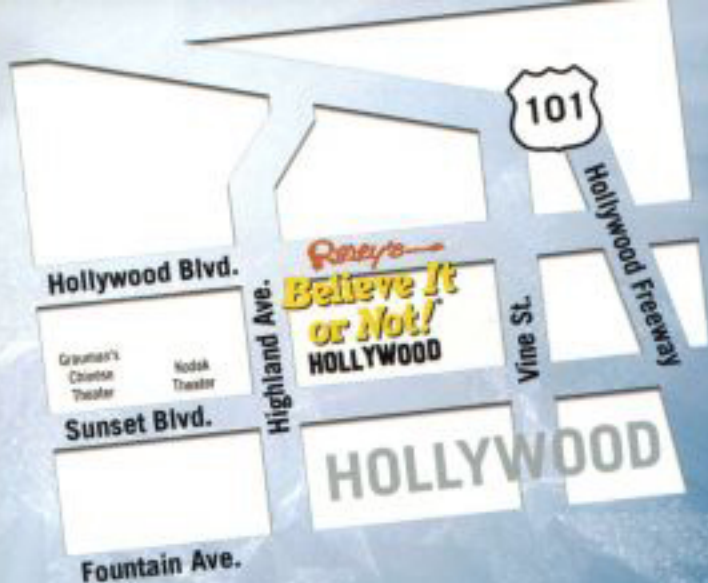 101
Hollywood Freeway
Hollywood Blvd.
Ripley's
Believe It
or Not!
HOLLYWOOD
Highland Ave.
Vine St.
Grauman's
Chinese
Theater
Kodak
Theater
Sunset Blvd.
HOLLYWOOD
Fountain Ave.